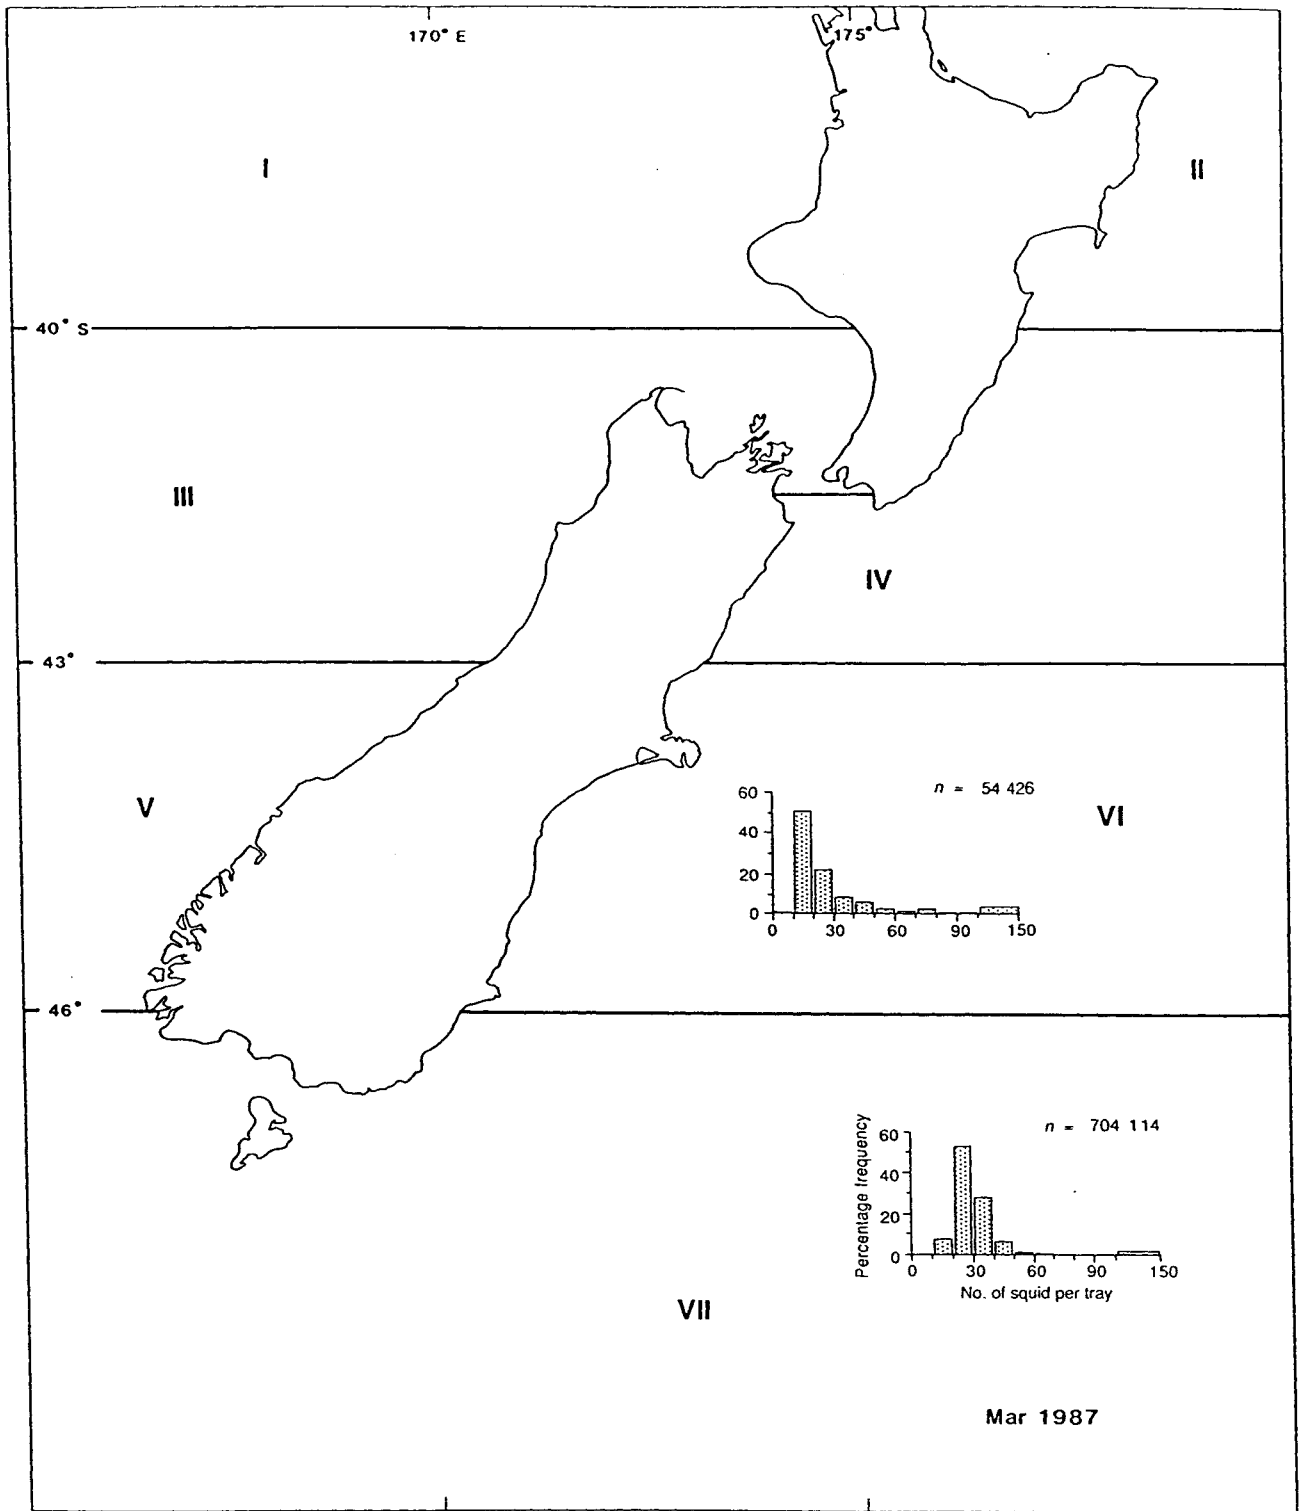 170° E
175°
I
II
40° S
III
IV
43°
V
n = 54 426
VI
60
40
20
0
0 30 60 90 150
46°
n = 704 114
Percentage frequency
60
40
20
0
0 30 60 90 150
No. of squid per tray
VII
Mar 1987